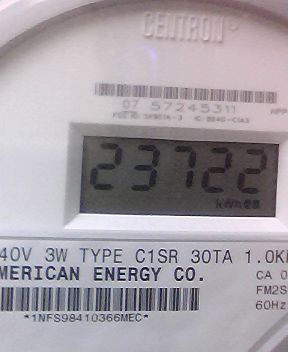 CENTRON®
07 57245311
23722
kWh
40V 3W TYPE C1SR 30TA 1.0K
MERICAN ENERGY CO.
CA 0
FM2S
60Hz
*1NFS98410366MEC*